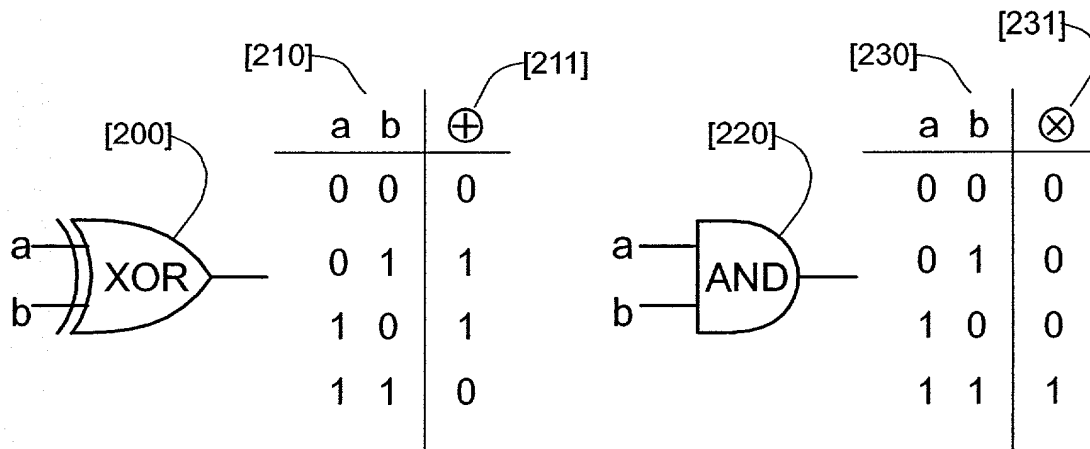 [210]
[211]
a b ⊕
[200]
0 0 0
a
XOR
0 1 1
b
1 0 1
1 1 0
[230]
[231]
a b ⊗
[220]
0 0 0
a
AND
0 1 0
b
1 0 0
1 1 1